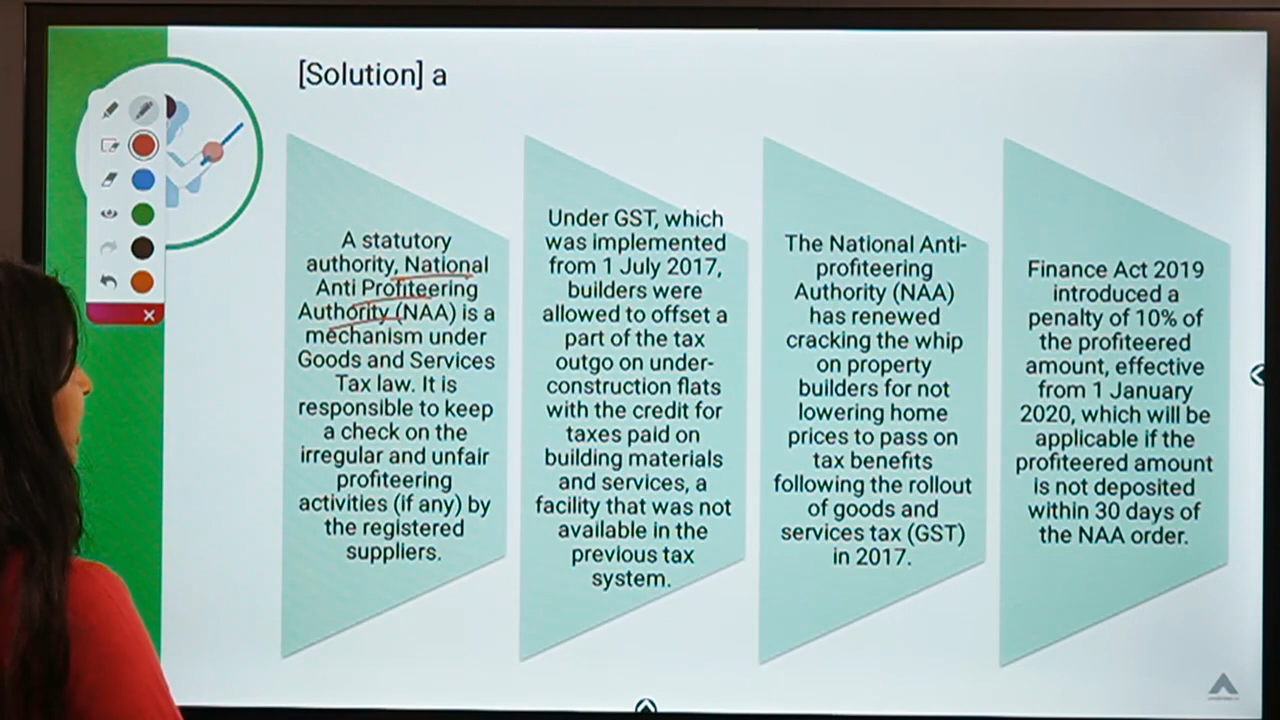 [Solution] a
A statutory
authority, National
Anti Profiteering
Authority (NAA) is a
mechanism under
Goods and Services
Tax law. It is
responsible to keep
a check on the
irregular and unfair
profiteering
activities (if any) by
the registered
suppliers.
Under GST, which
was implemented
from 1 July 2017,
builders were
allowed to offset a
part of the tax
outgo on under-
construction flats
with the credit for
taxes paid on
building materials
and services, a
facility that was not
available in the
previous tax
system.
The National Anti-
profiteering
Authority (NAA)
has renewed
cracking the whip
on property
builders for not
lowering home
prices to pass on
tax benefits
following the rollout
of goods and
services tax (GST)
in 2017.
Finance Act 2019
introduced a
penalty of 10% of
the profiteered
amount, effective
from 1 January
2020, which will be
applicable if the
profiteered amount
is not deposited
within 30 days of
the NAA order.